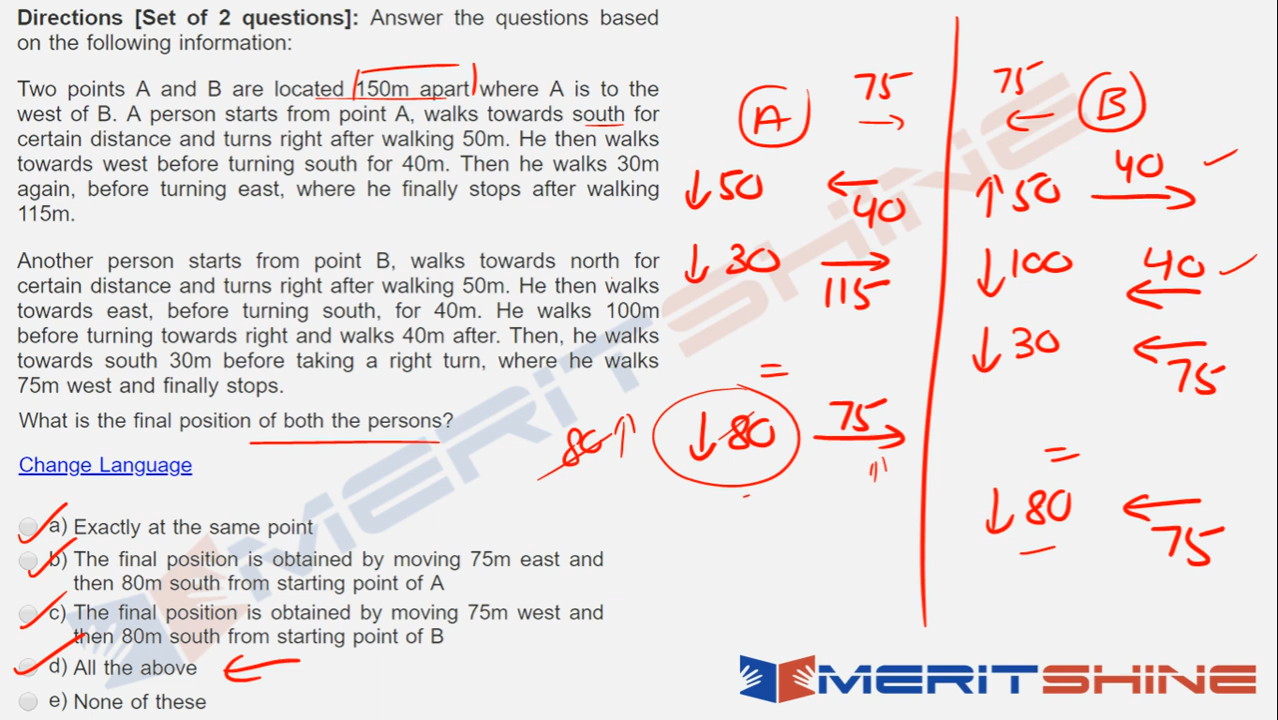 Directions [Set of 2 questions]: Answer the questions based
on the following information:
Two points A and B are located 150m apart where A is to the
west of B. A person starts from point A, walks towards south for
certain distance and turns right after walking 50m. He then walks
towards west before turning south for 40m. Then he walks 30m
again, before turning east, where he finally stops after walking
115m.
Another person starts from point B, walks towards north for
certain distance and turns right after walking 50m. He then walks
towards east, before turning south, for 40m. He walks 100m
before turning towards right and walks 40m after. Then, he walks
towards south 30m before taking a right turn, where he walks
75m west and finally stops.
What is the final position of both the persons?
Change Language
a) Exactly at the same point
b) The final position is obtained by moving 75m east and
then 80m south from starting point of A
c) The final position is obtained by moving 75m west and
then 80m south from starting point of B
d) All the above
e) None of these
A 75 →
↓50 ← 40
↓30 → 115
=
80↑ ↓80 75 →
75 ← B
↑50 40 →
↓100 40 ←
↓30 ← 75
=
↓80 ← 75
MERITSHINE
MERITSHINE